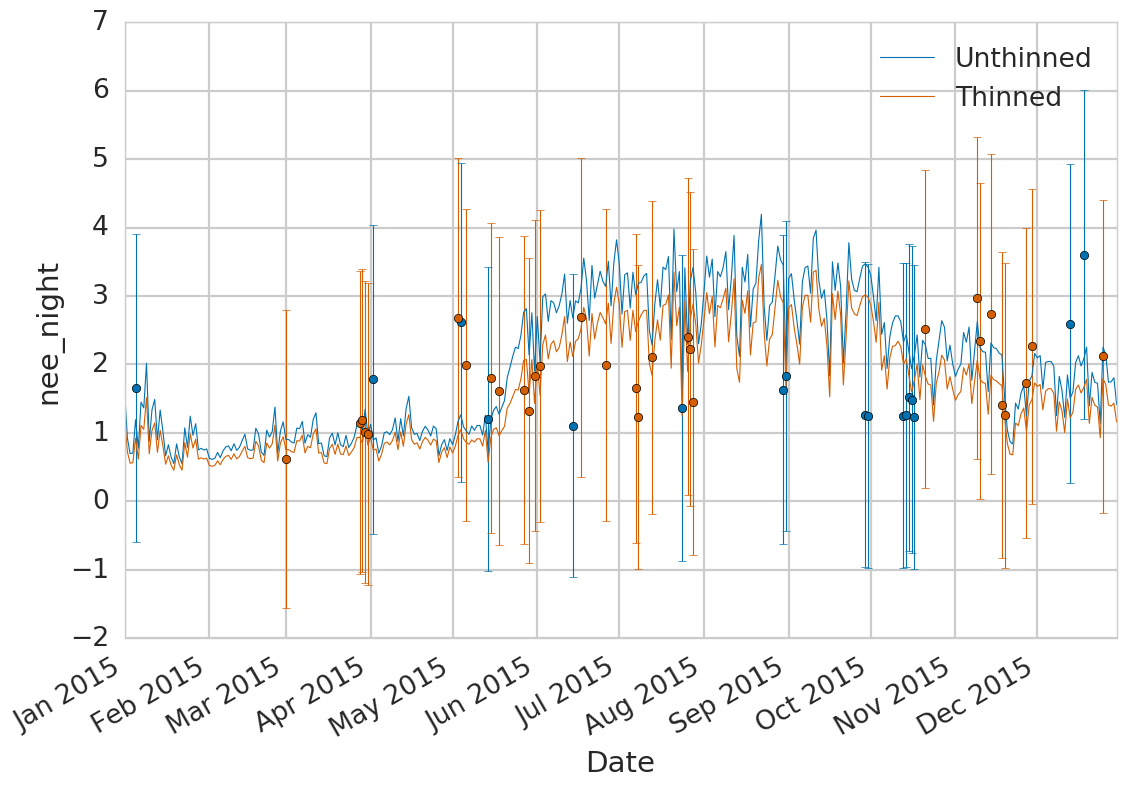 7
6
5
4
3
2
1
0
−1
−2
nee_night
Unthinned
Thinned
Jan 2015
Feb 2015
Mar 2015
Apr 2015
May 2015
Jun 2015
Jul 2015
Aug 2015
Sep 2015
Oct 2015
Nov 2015
Dec 2015
Date